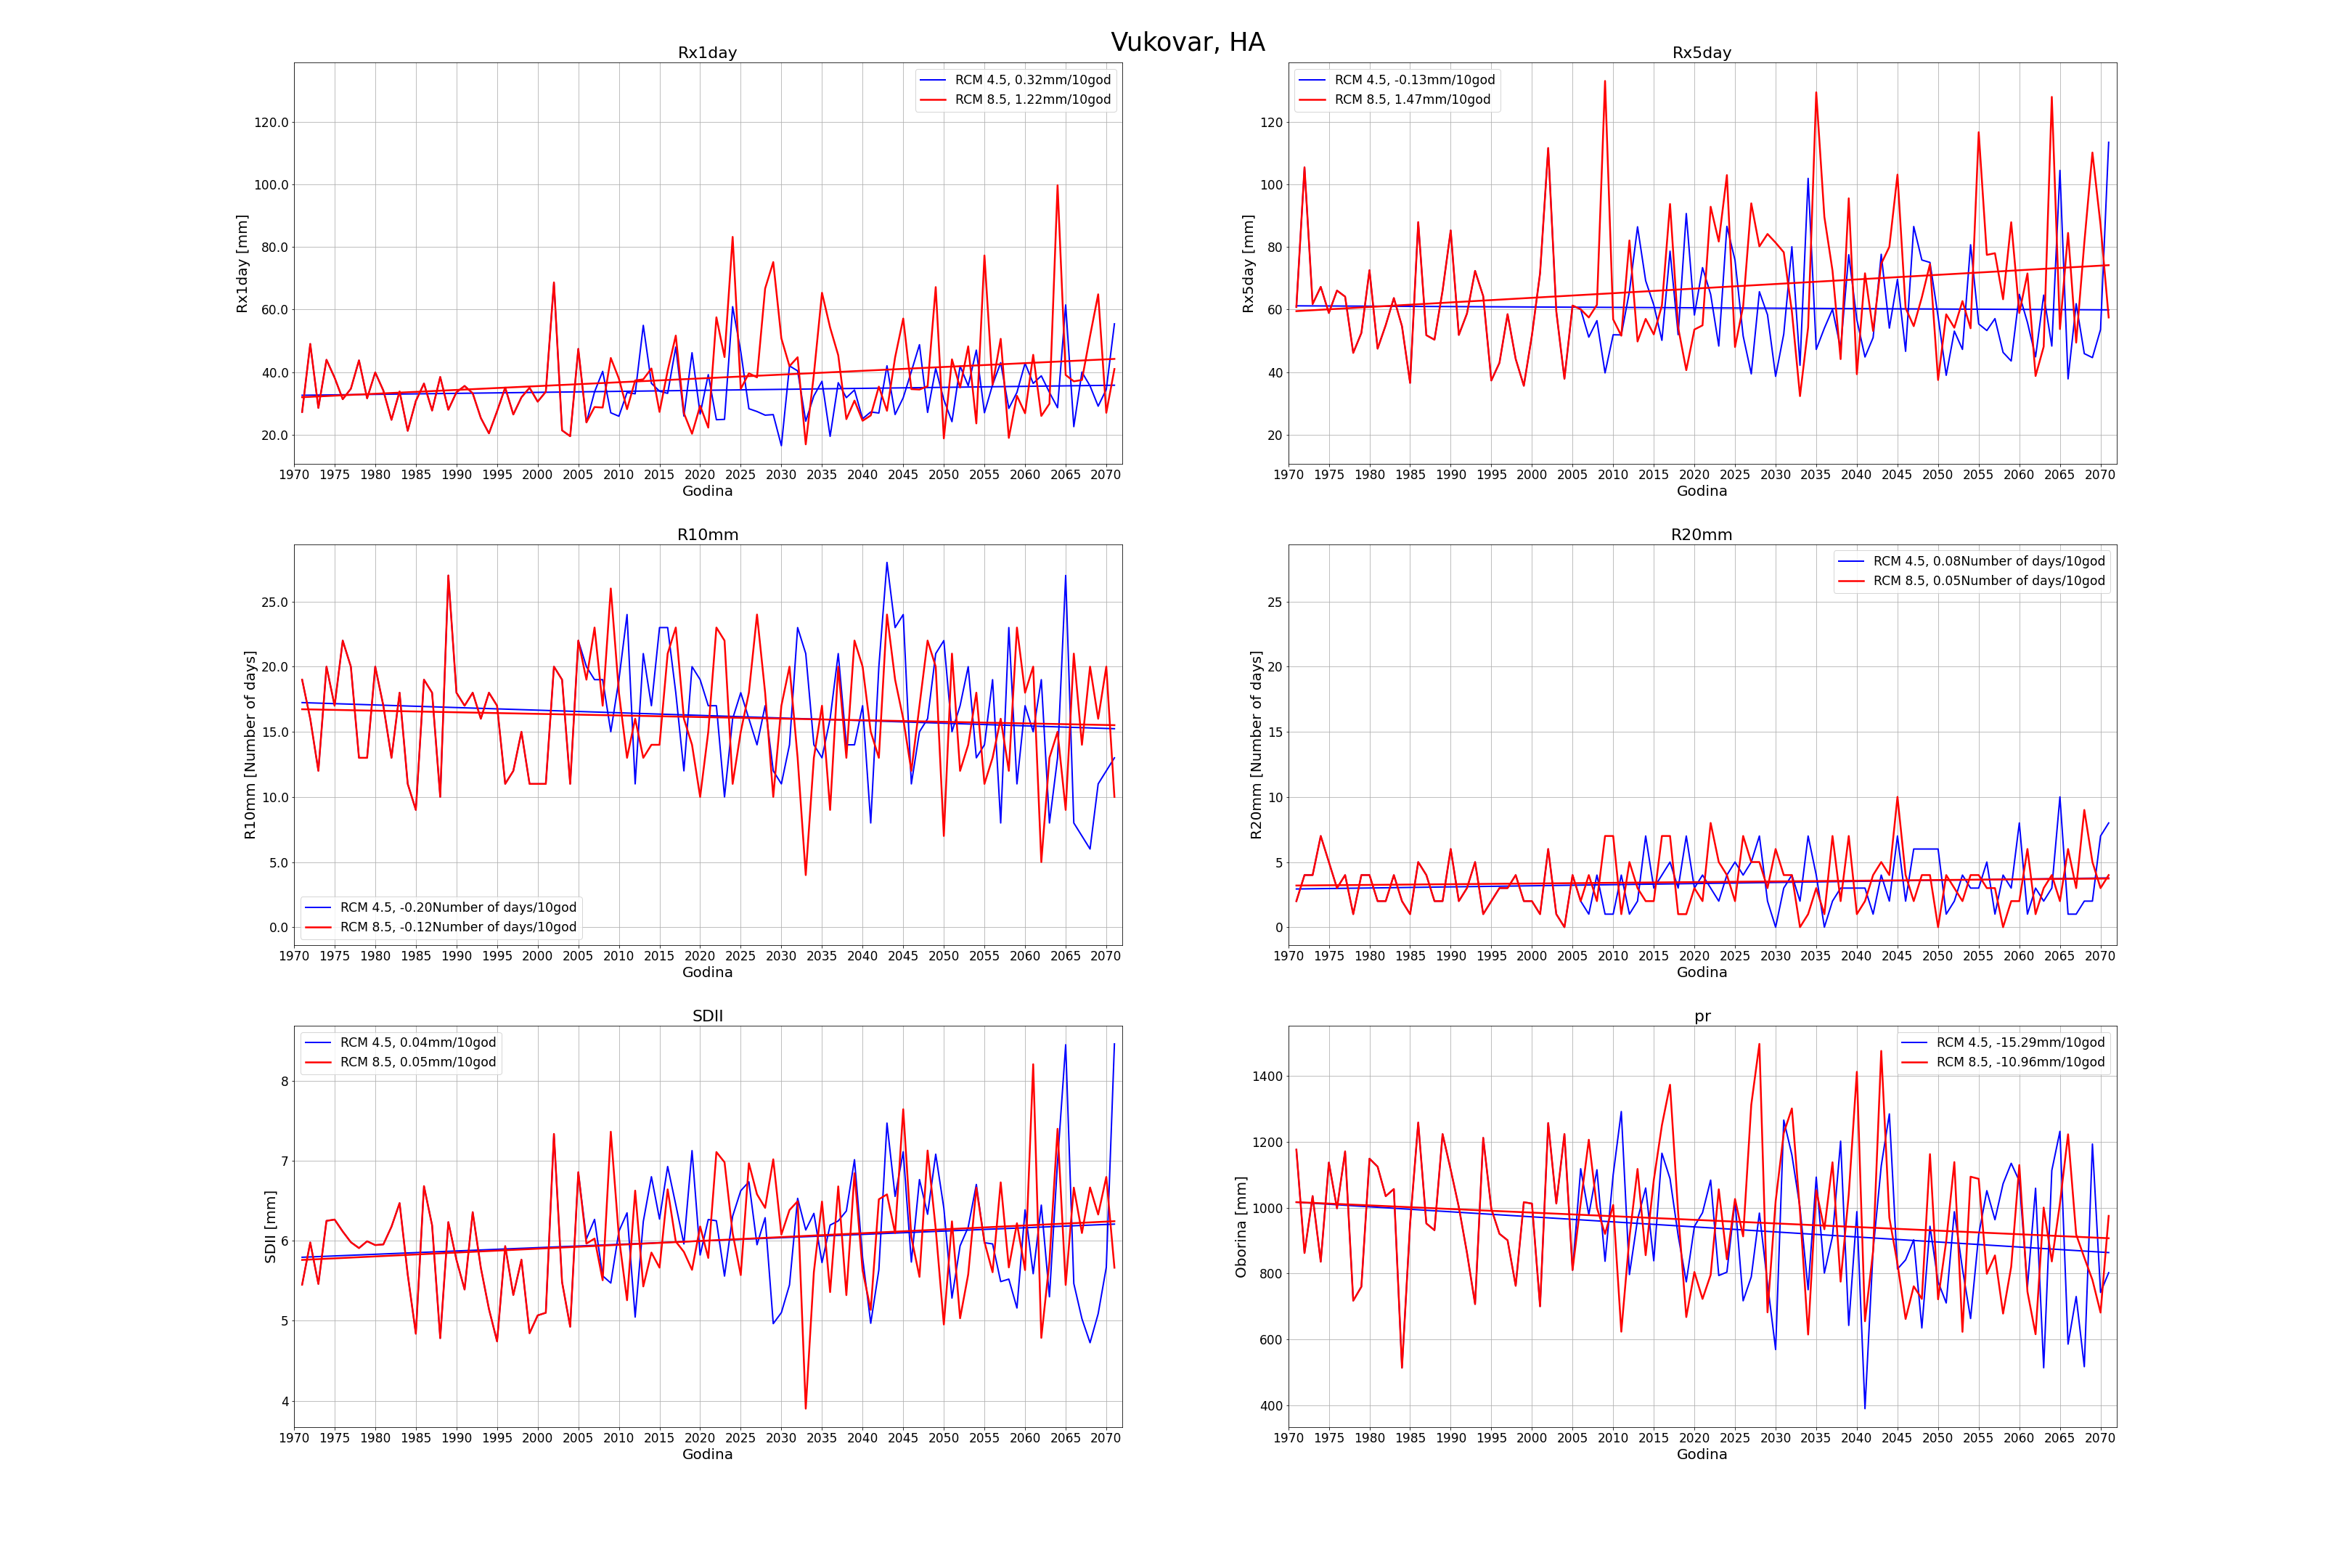 Vukovar, HA
Rx1day
RCM 4.5, 0.32mm/10god
RCM 8.5, 1.22mm/10god
Rx1day [mm]
120.0
100.0
80.0
60.0
40.0
20.0
1970 1975 1980 1985 1990 1995 2000 2005 2010 2015 2020 2025 2030 2035 2040 2045 2050 2055 2060 2065 2070
Godina
Rx5day
RCM 4.5, -0.13mm/10god
RCM 8.5, 1.47mm/10god
Rx5day [mm]
120
100
80
60
40
20
1970 1975 1980 1985 1990 1995 2000 2005 2010 2015 2020 2025 2030 2035 2040 2045 2050 2055 2060 2065 2070
Godina
R10mm
R10mm [Number of days]
25.0
20.0
15.0
10.0
5.0
0.0
RCM 4.5, -0.20Number of days/10god
RCM 8.5, -0.12Number of days/10god
1970 1975 1980 1985 1990 1995 2000 2005 2010 2015 2020 2025 2030 2035 2040 2045 2050 2055 2060 2065 2070
Godina
R20mm
RCM 4.5, 0.08Number of days/10god
RCM 8.5, 0.05Number of days/10god
R20mm [Number of days]
25
20
15
10
5
0
1970 1975 1980 1985 1990 1995 2000 2005 2010 2015 2020 2025 2030 2035 2040 2045 2050 2055 2060 2065 2070
Godina
SDII
RCM 4.5, 0.04mm/10god
RCM 8.5, 0.05mm/10god
SDII [mm]
8
7
6
5
4
1970 1975 1980 1985 1990 1995 2000 2005 2010 2015 2020 2025 2030 2035 2040 2045 2050 2055 2060 2065 2070
Godina
pr
RCM 4.5, -15.29mm/10god
RCM 8.5, -10.96mm/10god
Oborina [mm]
1400
1200
1000
800
600
400
1970 1975 1980 1985 1990 1995 2000 2005 2010 2015 2020 2025 2030 2035 2040 2045 2050 2055 2060 2065 2070
Godina